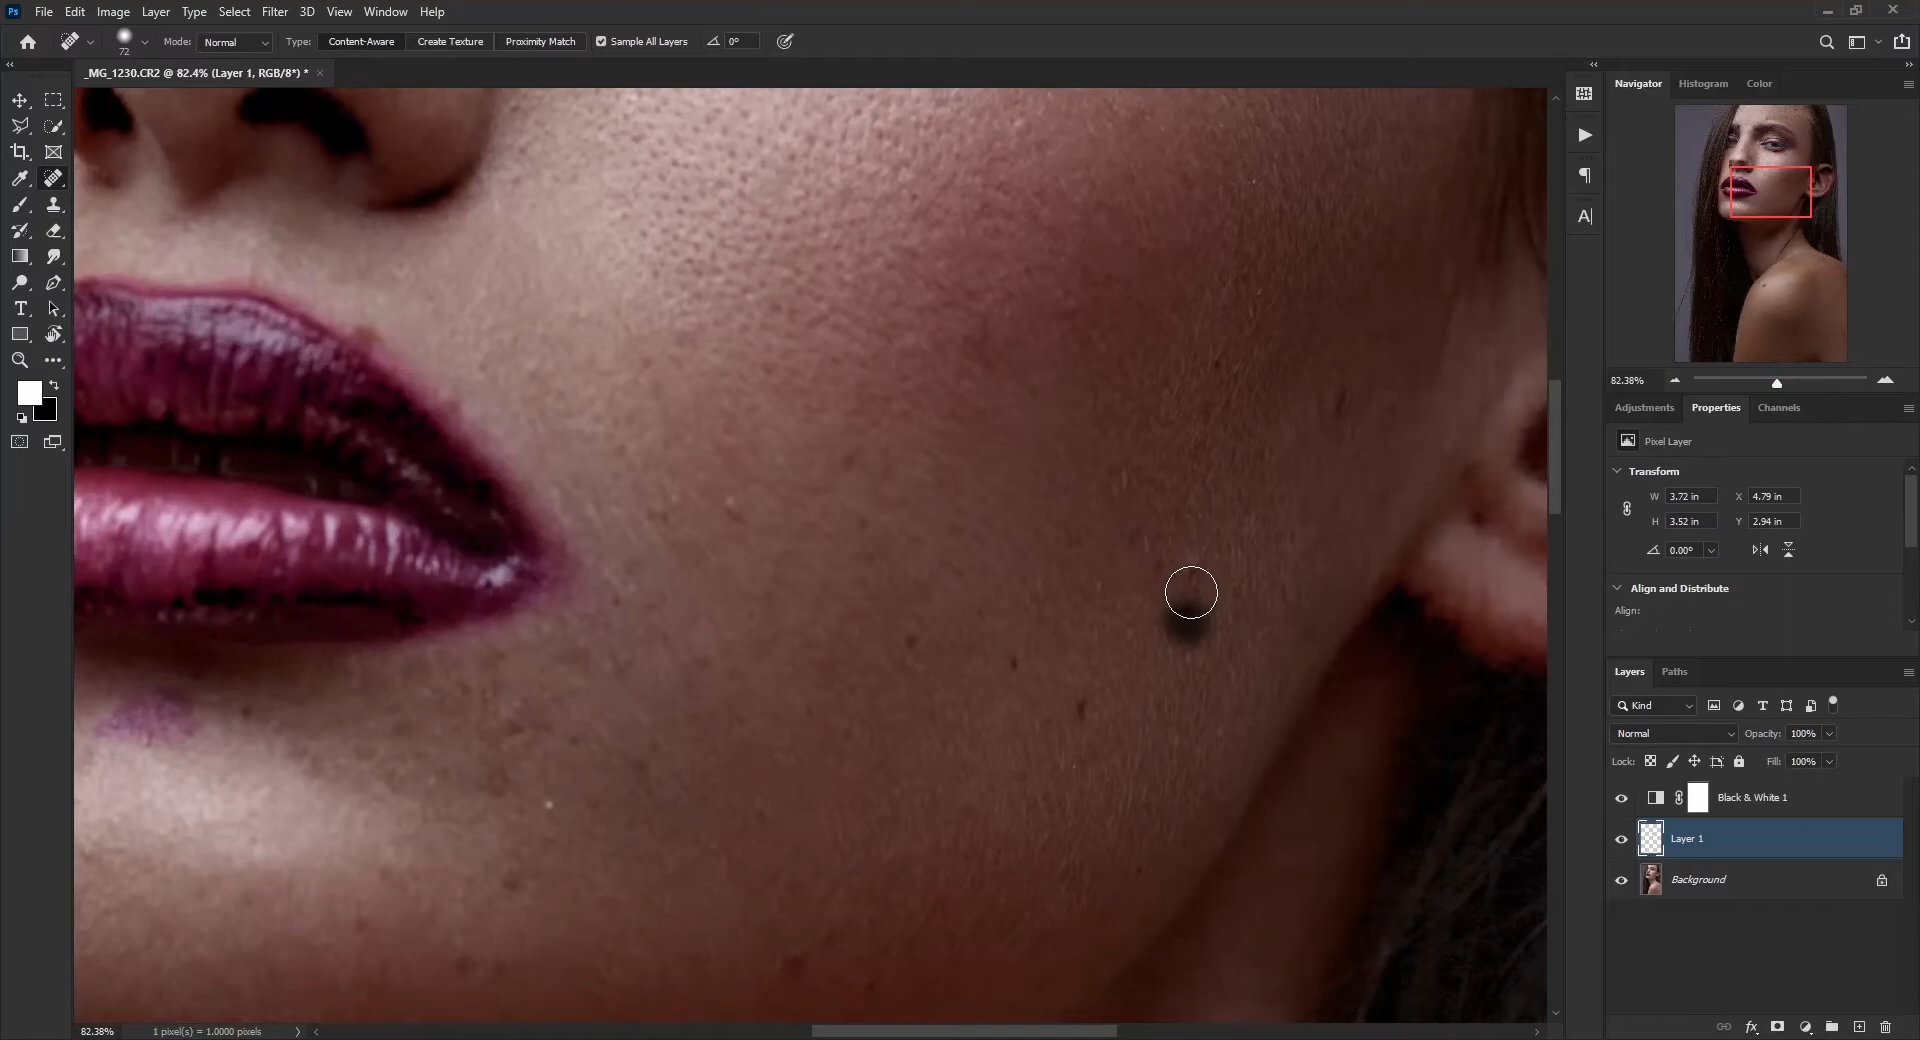 Ps File Edit Image Layer Type Select Filter 3D View Window Help
72 Mode: Normal Type: Content-Aware Create Texture Proximity Match Sample All Layers 0°
_MG_1230.CR2 @ 82.4% (Layer 1, RGB/8*) * ×
Navigator Histogram Color
82.38%
Adjustments Properties Channels
Pixel Layer
Transform
W 3.72 in X 4.79 in
H 3.52 in Y 2.94 in
0.00°
Align and Distribute
Align:
Layers Paths
Kind
Normal Opacity: 100%
Lock: Fill: 100%
Black & White 1
Layer 1
Background
82.38% 1 pixel(s) = 1.0000 pixels